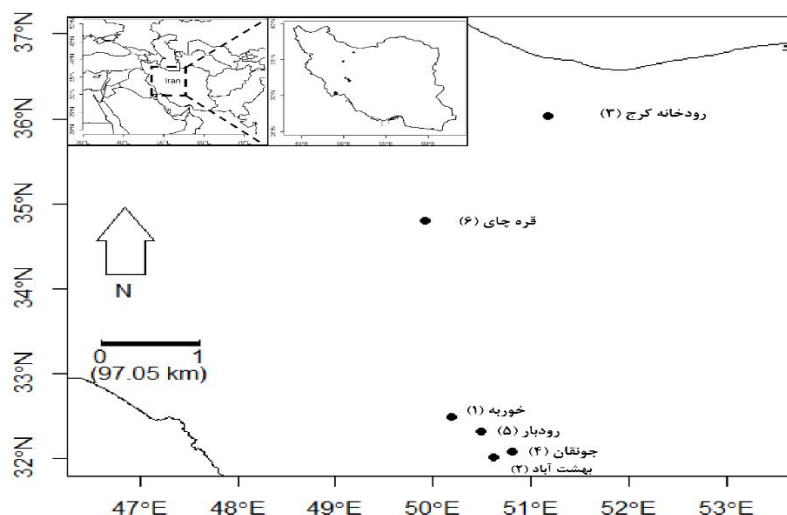 Iran
37°N
36°N
35°N
34°N
33°N
32°N
رودخانه کرج (۳)
قره چای (۶)
N
0 1
(97.05 km)
خوربه (۱)
رودبار (۵)
جونقان (۴)
بهشت آباد (۲)
47°E 48°E 49°E 50°E 51°E 52°E 53°E